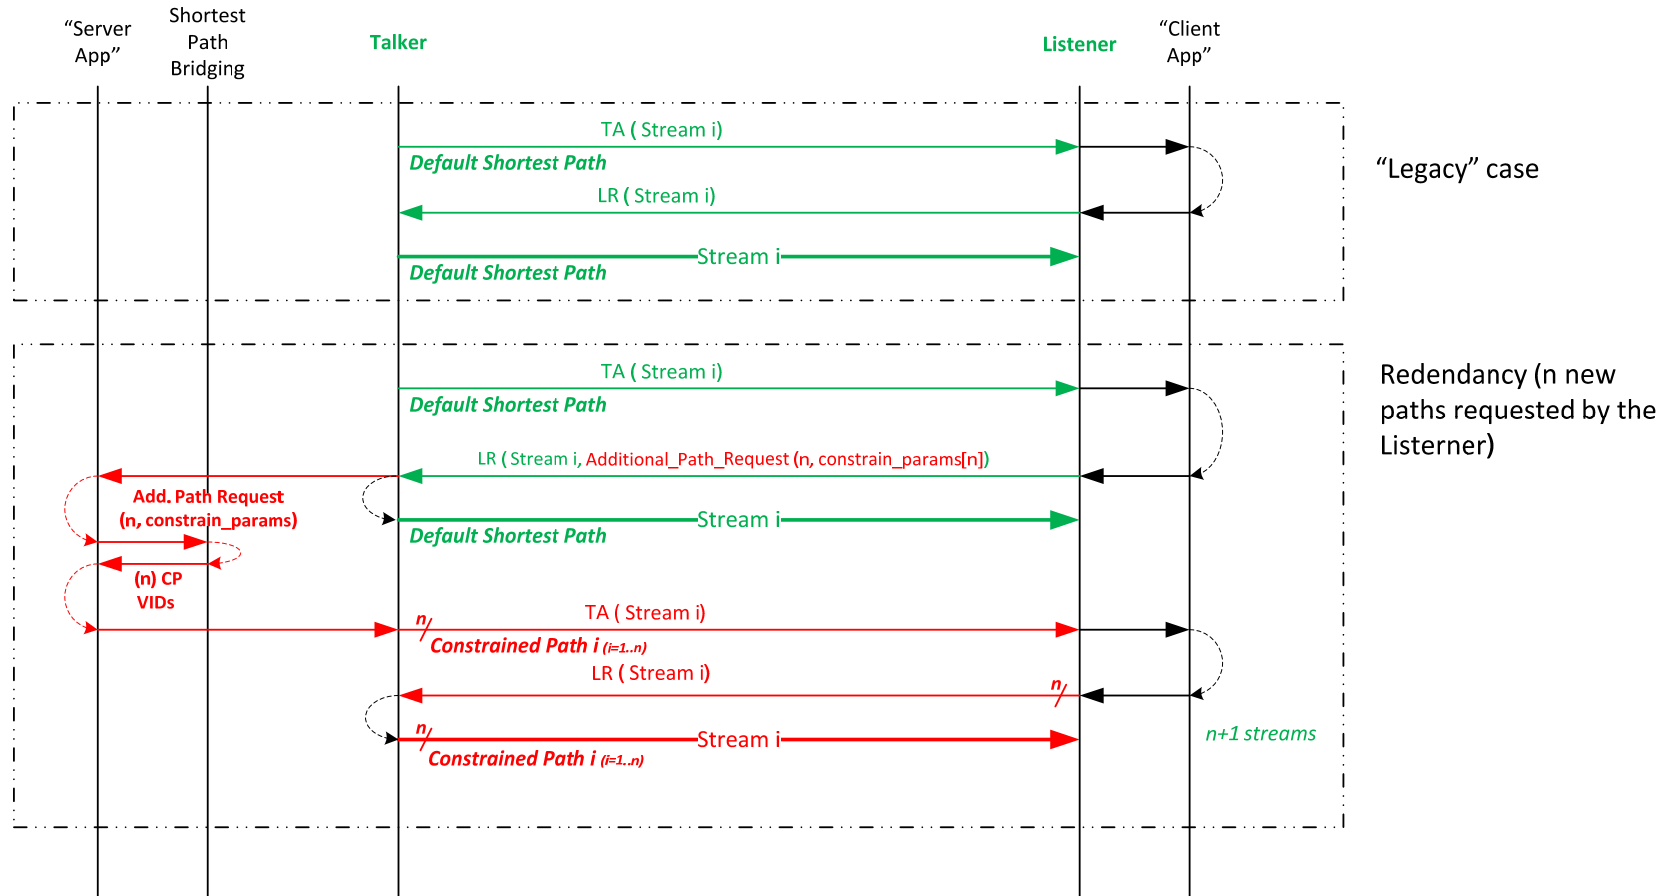 “Server
App”
Shortest
Path
Bridging
Talker
Listener
“Client
App”
TA ( Stream i)
Default Shortest Path
LR ( Stream i)
Stream i
Default Shortest Path
“Legacy” case
TA ( Stream i)
Default Shortest Path
Redendancy (n new
paths requested by the
Listerner)
LR ( Stream i, Additional_Path_Request (n, constrain_params[n])
Add. Path Request
(n, constrain_params)
Stream i
Default Shortest Path
(n) CP
VIDs
TA ( Stream i)
n
Constrained Path i (i=1..n)
LR ( Stream i)
n
n
Stream i
Constrained Path i (i=1..n)
n+1 streams